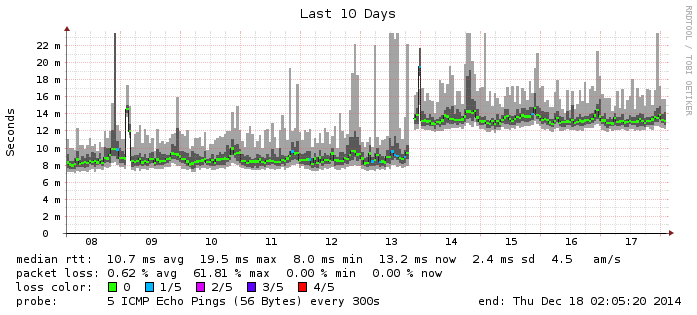 Last 10 Days
RRDTOOL / TOBI OETIKER
Seconds
22 m
20 m
18 m
16 m
14 m
12 m
10 m
8 m
6 m
4 m
2 m
0
08 09 10 11 12 13 14 15 16 17
median rtt: 10.7 ms avg 19.5 ms max 8.0 ms min 13.2 ms now 2.4 ms sd 4.5 am/s
packet loss: 0.62 % avg 61.81 % max 0.00 % min 0.00 % now
loss color: 0 1/5 2/5 3/5 4/5
probe: 5 ICMP Echo Pings (56 Bytes) every 300s end: Thu Dec 18 02:05:20 2014